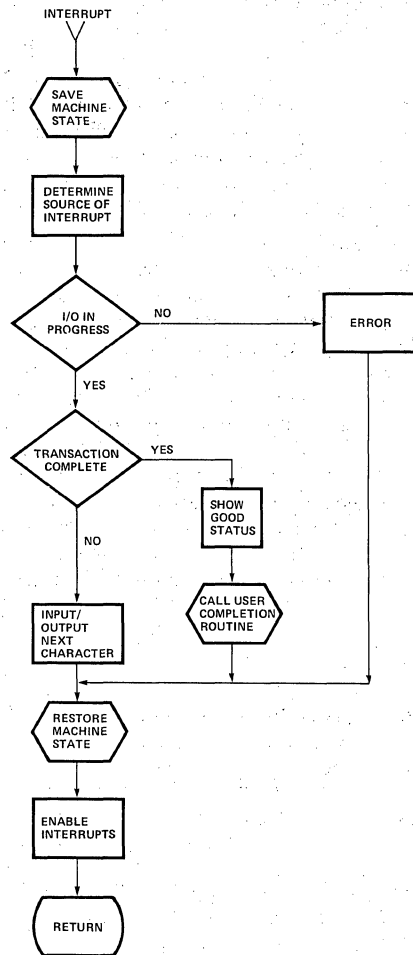 INTERRUPT
SAVE
MACHINE
STATE
DETERMINE
SOURCE OF
INTERRUPT
I/O IN
PROGRESS
NO
ERROR
YES
TRANSACTION
COMPLETE
YES
SHOW
GOOD
STATUS
NO
CALL USER
COMPLETION
ROUTINE
INPUT/
OUTPUT
NEXT
CHARACTER
RESTORE
MACHINE
STATE
ENABLE
INTERRUPTS
RETURN